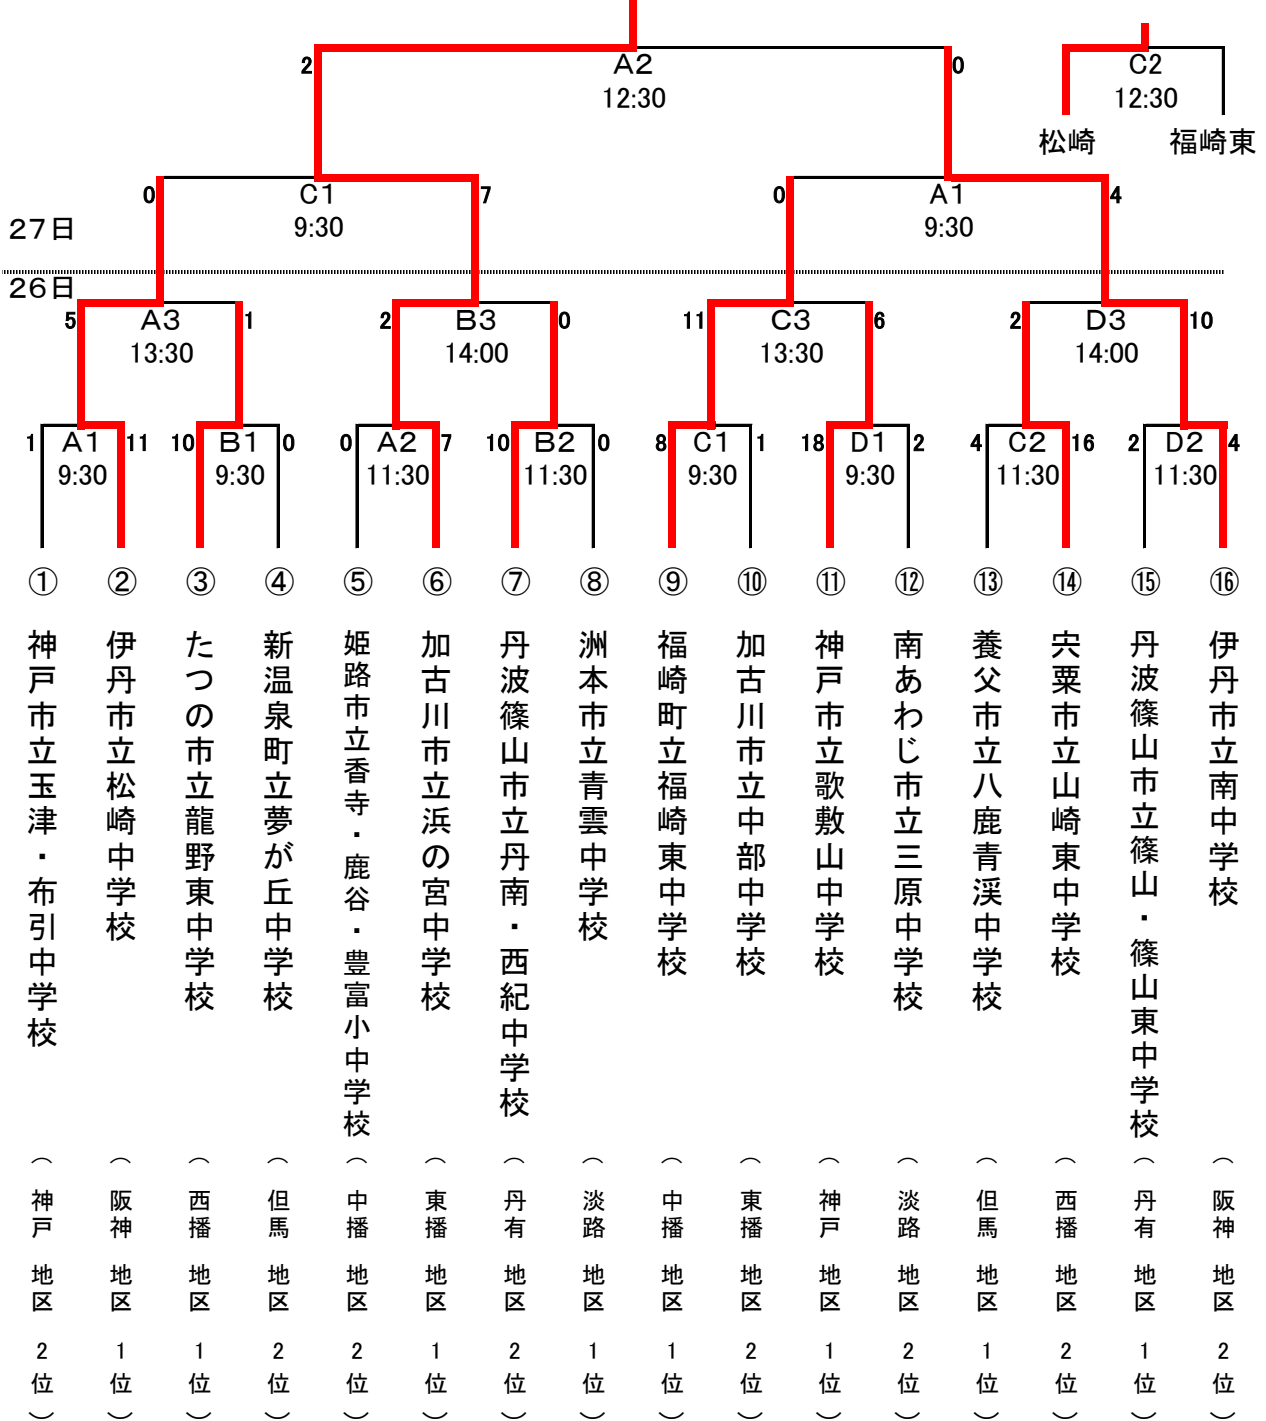 2 A2 0
12:30
C2
12:30
松崎 福崎東
0 C1 7
9:30
0 A1 4
9:30
27日
26日
5 A3 1
13:30
2 B3 0
14:00
11 C3 6
13:30
2 D3 10
14:00
1 A1 11
9:30
10 B1 0
9:30
0 A2 7
11:30
10 B2 0
11:30
8 C1 1
9:30
18 D1 2
9:30
4 C2 16
11:30
2 D2 4
11:30
① 神戸市立玉津・布引中学校 (神戸 地区 2位)
② 伊丹市立松崎中学校 (阪神 地区 1位)
③ たつの市立龍野東中学校 (西播 地区 1位)
④ 新温泉町立夢が丘中学校 (但馬 地区 2位)
⑤ 姫路市立香寺・鹿谷・豊富小中学校 (中播 地区 2位)
⑥ 加古川市立浜の宮中学校 (東播 地区 1位)
⑦ 丹波篠山市立丹南・西紀中学校 (丹有 地区 2位)
⑧ 洲本市立青雲中学校 (淡路 地区 1位)
⑨ 福崎町立福崎東中学校 (中播 地区 1位)
⑩ 加古川市立中部中学校 (東播 地区 2位)
⑪ 神戸市立歌敷山中学校 (神戸 地区 1位)
⑫ 南あわじ市立三原中学校 (淡路 地区 2位)
⑬ 養父市立八鹿青渓中学校 (但馬 地区 1位)
⑭ 宍粟市立山崎東中学校 (西播 地区 2位)
⑮ 丹波篠山市立篠山・篠山東中学校 (丹有 地区 1位)
⑯ 伊丹市立南中学校 (阪神 地区 2位)